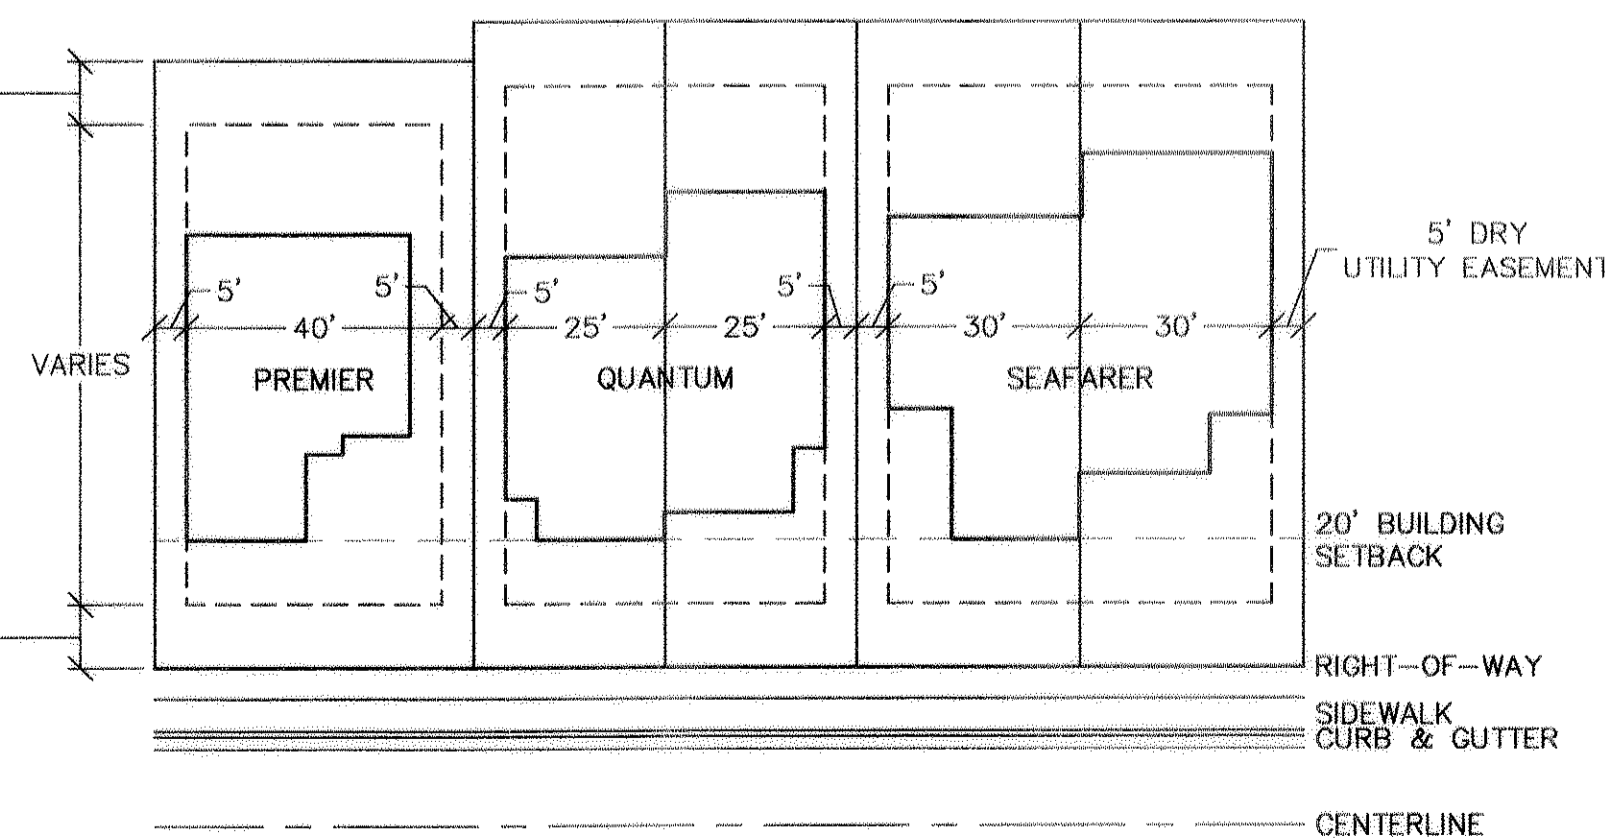 5' DRY
UTILITY EASEMENT
5'
5'
5'
5'
5'
40'
25'
25'
30'
30'
VARIES
PREMIER
QUANTUM
SEAFARER
20' BUILDING
SETBACK
RIGHT-OF-WAY
SIDEWALK
CURB & GUTTER
CENTERLINE